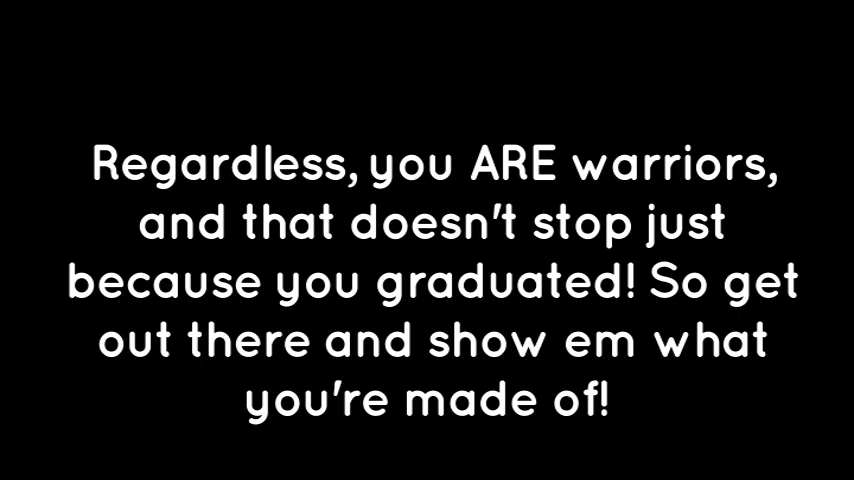 Regardless, you ARE warriors,
and that doesn't stop just
because you graduated! So get
out there and show em what
you're made of!